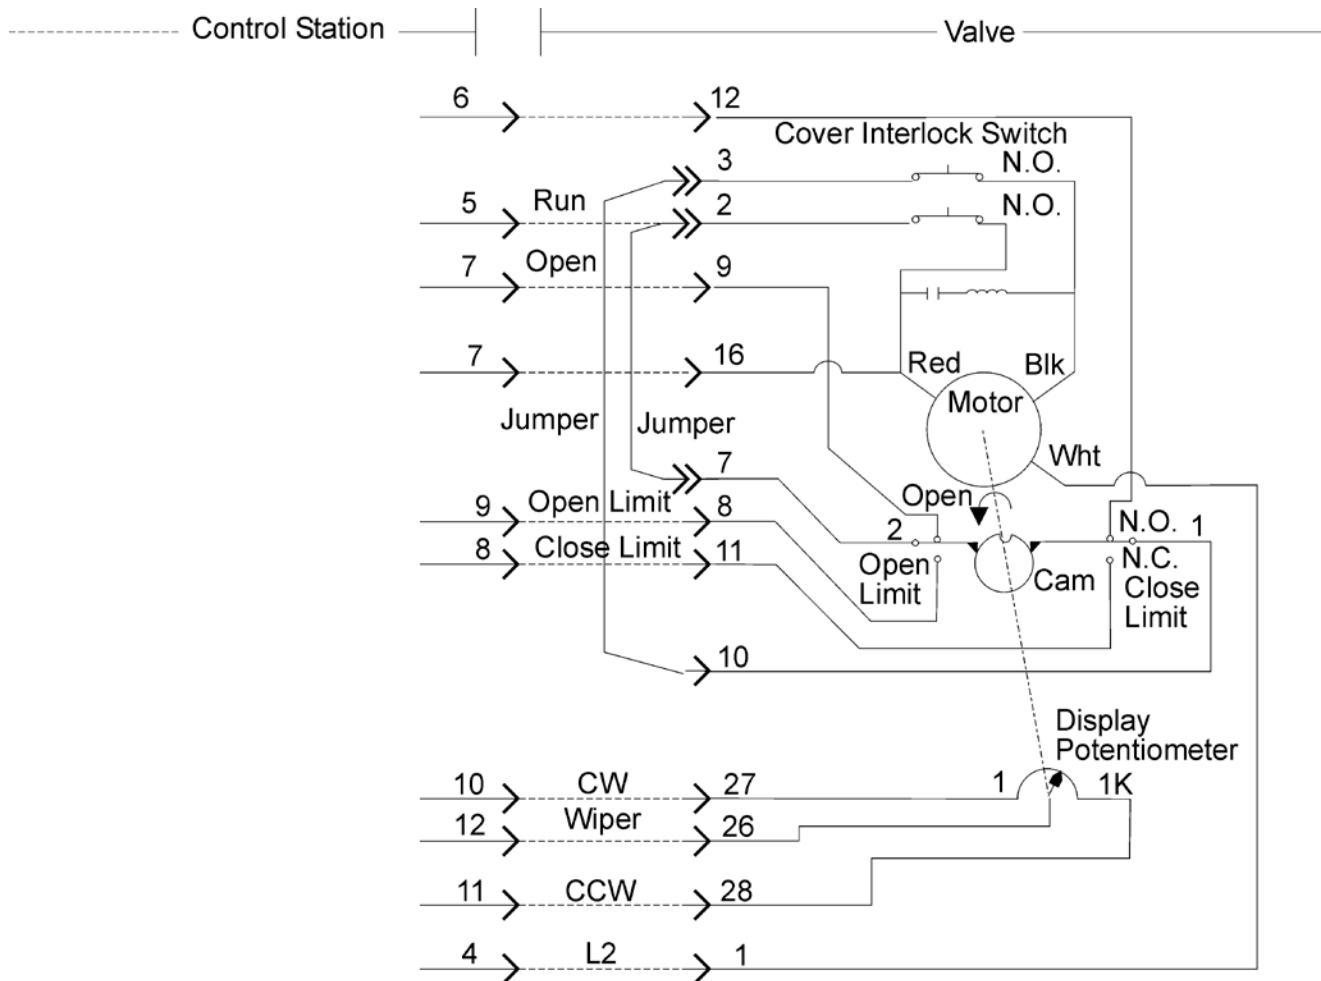 Control Station
Valve
6
12
Cover Interlock Switch
3
N.O.
5
Run
2
N.O.
7
Open
9
7
16
Red
Blk
Motor
Jumper
Jumper
Wht
7
Open
9
Open Limit
8
2
N.O.
1
8
Close Limit
11
Open
Limit
Cam
N.C.
Close
Limit
10
Display
Potentiometer
10
CW
27
1
1K
12
Wiper
26
11
CCW
28
4
L2
1